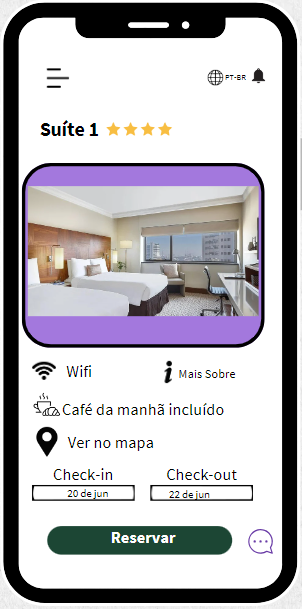 PT-BR
Suíte 1
Wifi
Mais Sobre
Café da manhã incluído
Ver no mapa
Check-in
Check-out
20 de jun
22 de jun
Reservar